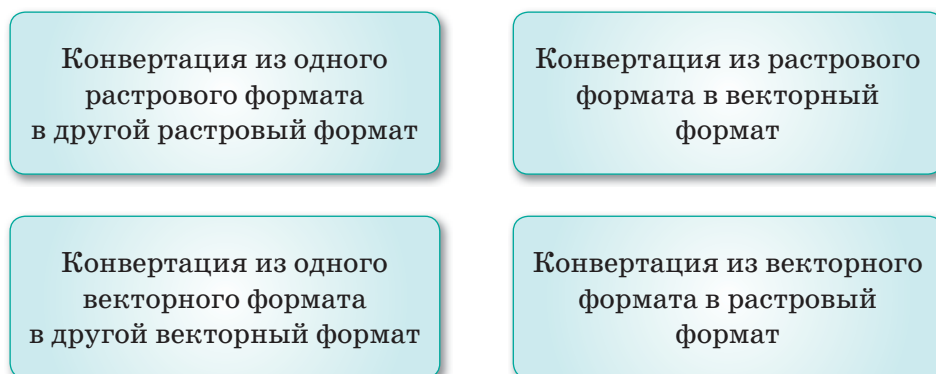 Конвертация из одного
растрового формата
в другой растровый формат
Конвертация из растрового
формата в векторный
формат
Конвертация из одного
векторного формата
в другой векторный формат
Конвертация из векторного
формата в растровый
формат